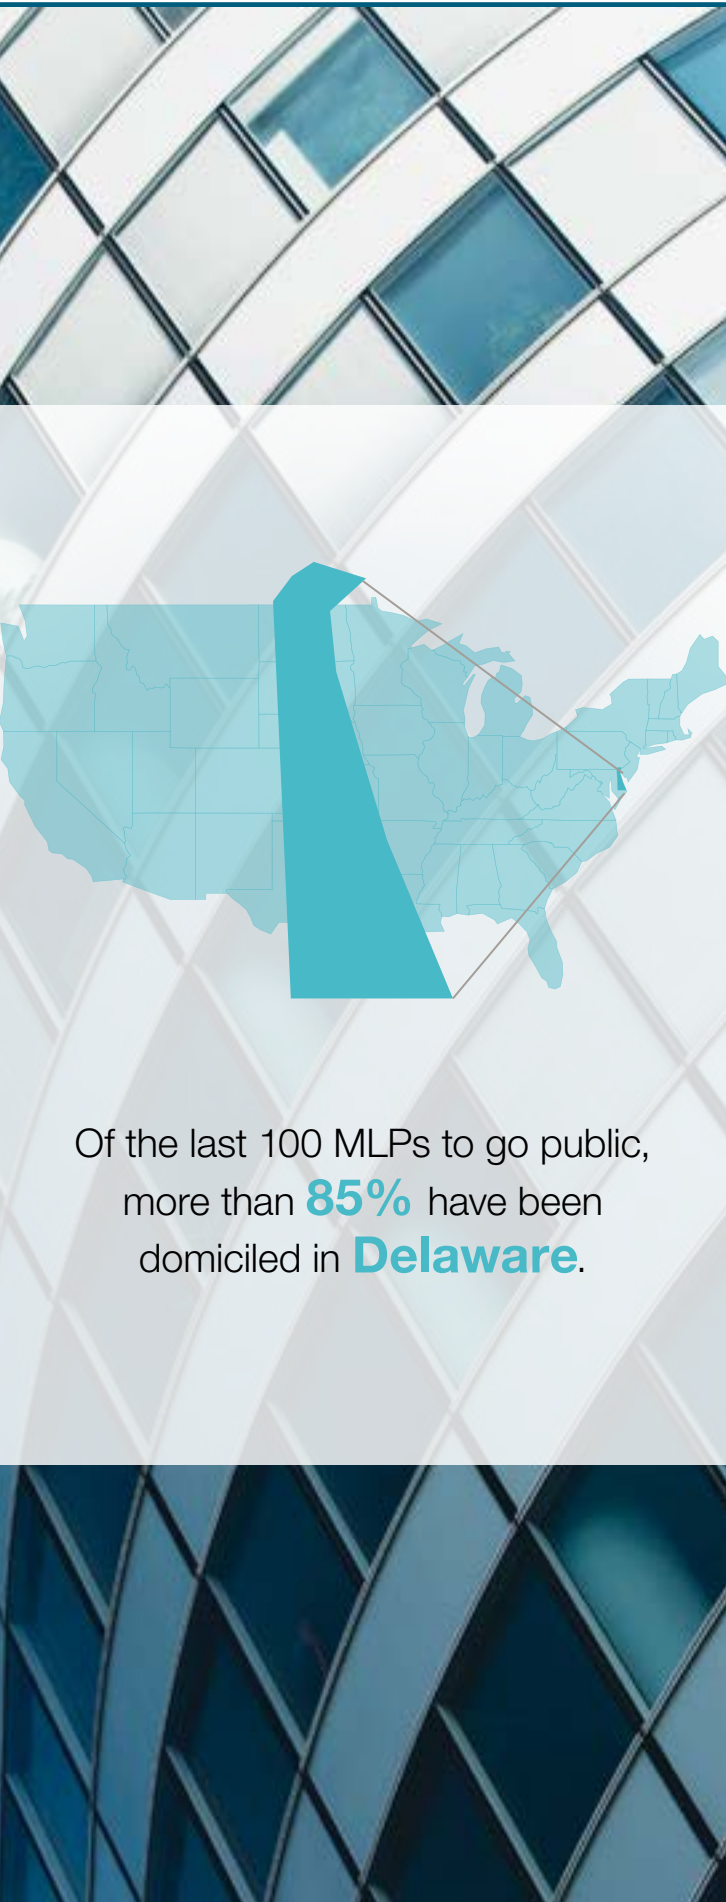 Of the last 100 MLPs to go public,
more than 85% have been
domiciled in Delaware.